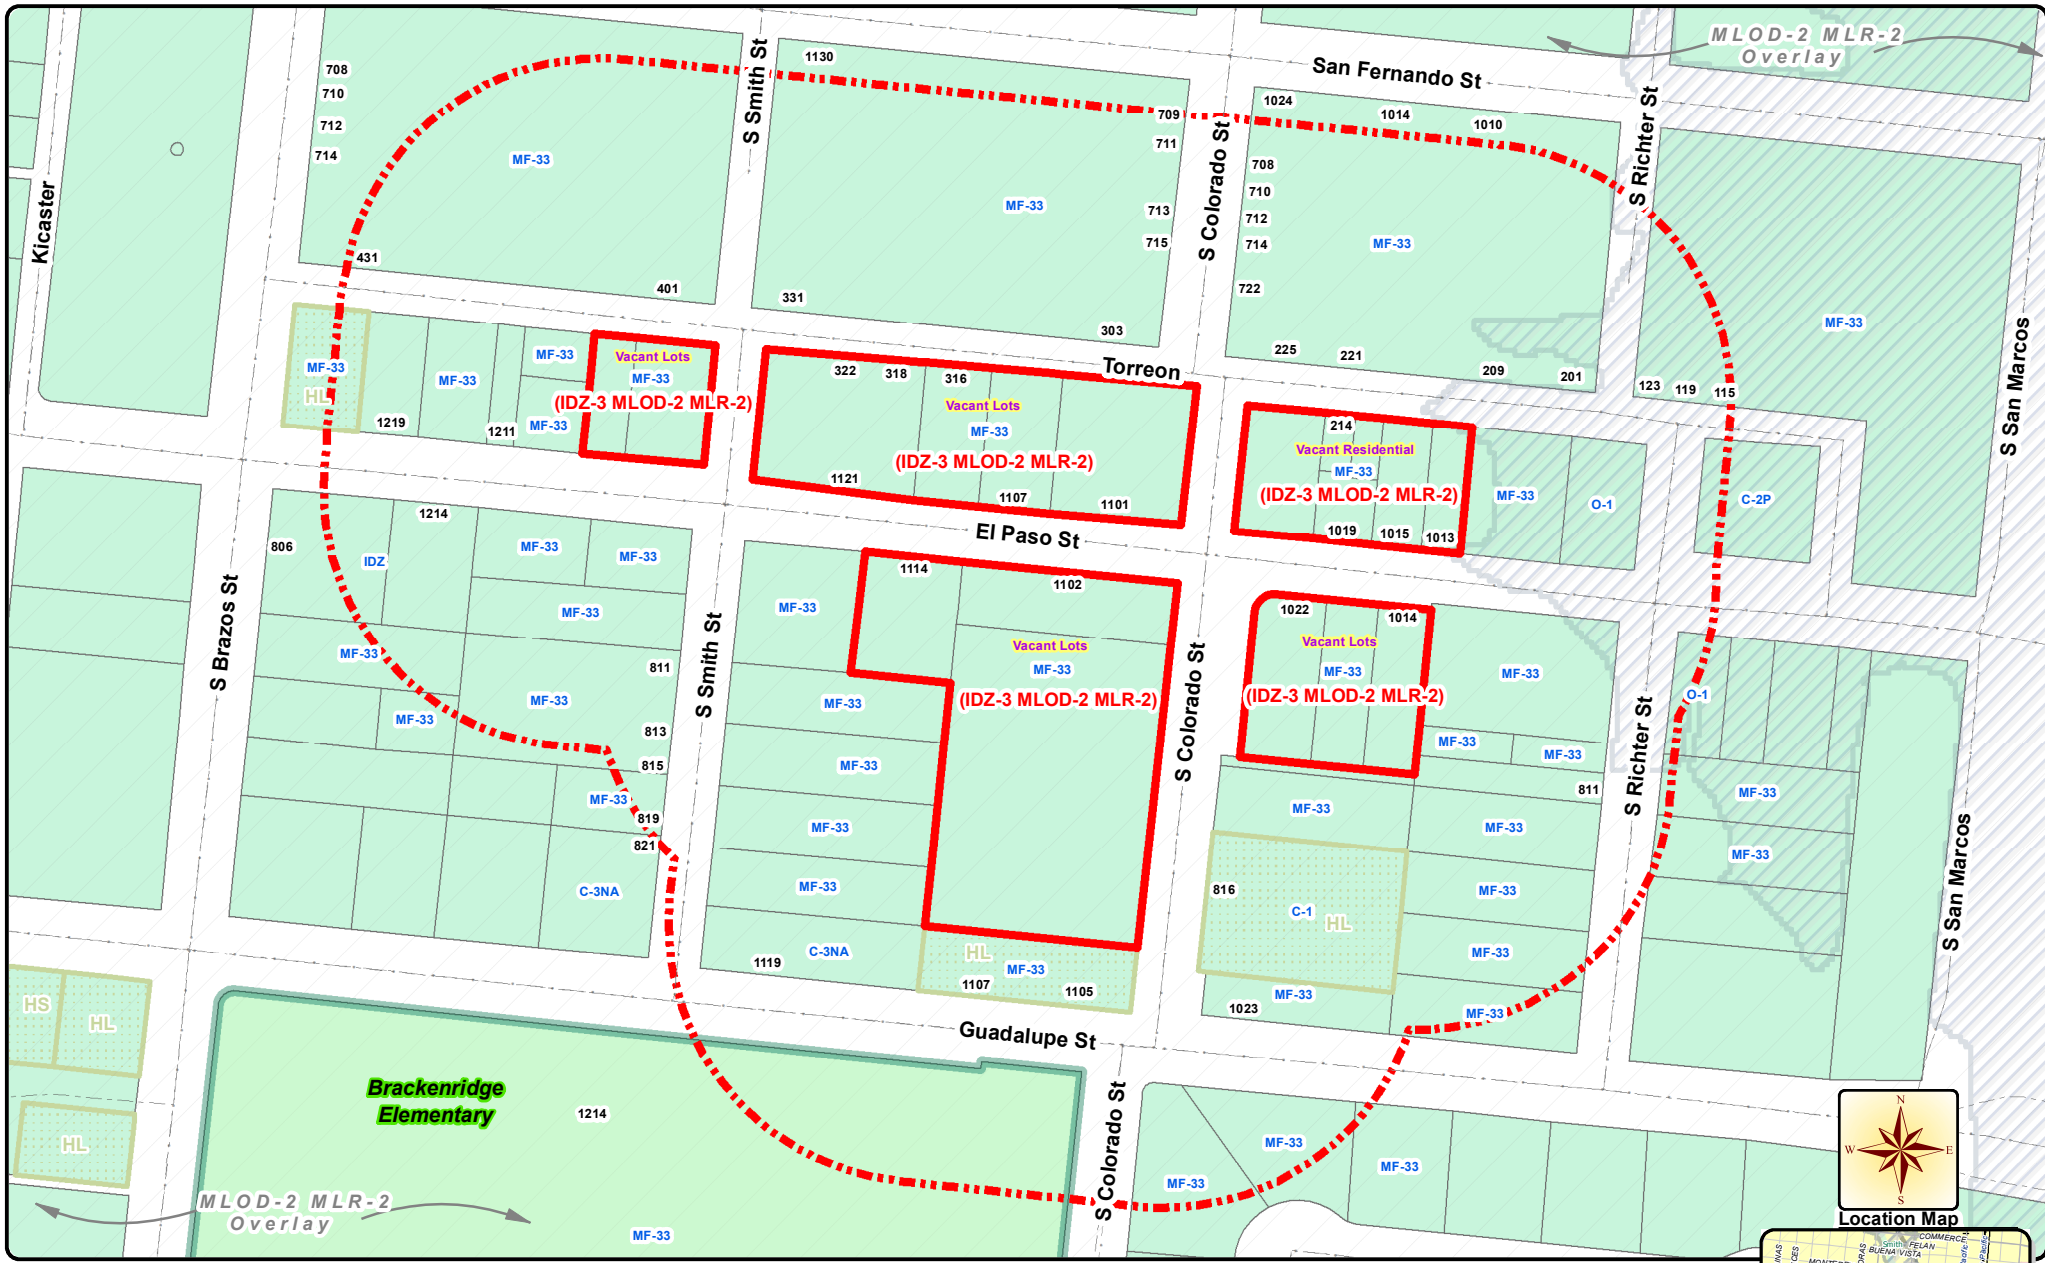 MLOD-2 MLR-2
Overlay
1130
S Smith St
708
710
712
714
MF-33
San Fernando St
1024
1014
1010
709
711
713
715
MF-33
S Colorado St
708
710
712
714
722
MF-33
S Richter St
Kicaster
431
401
331
303
225
221
209
201
123
119
115
MF-33
S San Marcos
Torreon
MF-33
HL
1219
MF-33
1211
MF-33
MF-33
Vacant Lots
MF-33
(IDZ-3 MLOD-2 MLR-2)
322
318
316
Vacant Lots
MF-33
(IDZ-3 MLOD-2 MLR-2)
1121
1107
1101
214
Vacant Residential
MF-33
(IDZ-3 MLOD-2 MLR-2)
1019
1015
1013
MF-33
O-1
C-2P
El Paso St
806
1214
IDZ
MF-33
MF-33
MF-33
MF-33
MF-33
MF-33
811
813
815
MF-33
819
821
C-3NA
S Brazos St
S Smith St
MF-33
1114
1102
Vacant Lots
MF-33
(IDZ-3 MLOD-2 MLR-2)
MF-33
MF-33
MF-33
MF-33
C-3NA
1119
HL
MF-33
1107
1105
S Colorado St
1022
1014
Vacant Lots
MF-33
(IDZ-3 MLOD-2 MLR-2)
MF-33
MF-33
MF-33
811
MF-33
MF-33
816
C-1
HL
MF-33
MF-33
MF-33
1023
MF-33
S Richter St
O-1
MF-33
MF-33
S San Marcos
Guadalupe St
HS
HL
HL
Brackenridge
Elementary
1214
MF-33
S Colorado St
MF-33
MF-33
MF-33
MLOD-2 MLR-2
Overlay
N
W
E
S
Location Map
COMMERCE
Smith
FELAN
BUENA VISTA